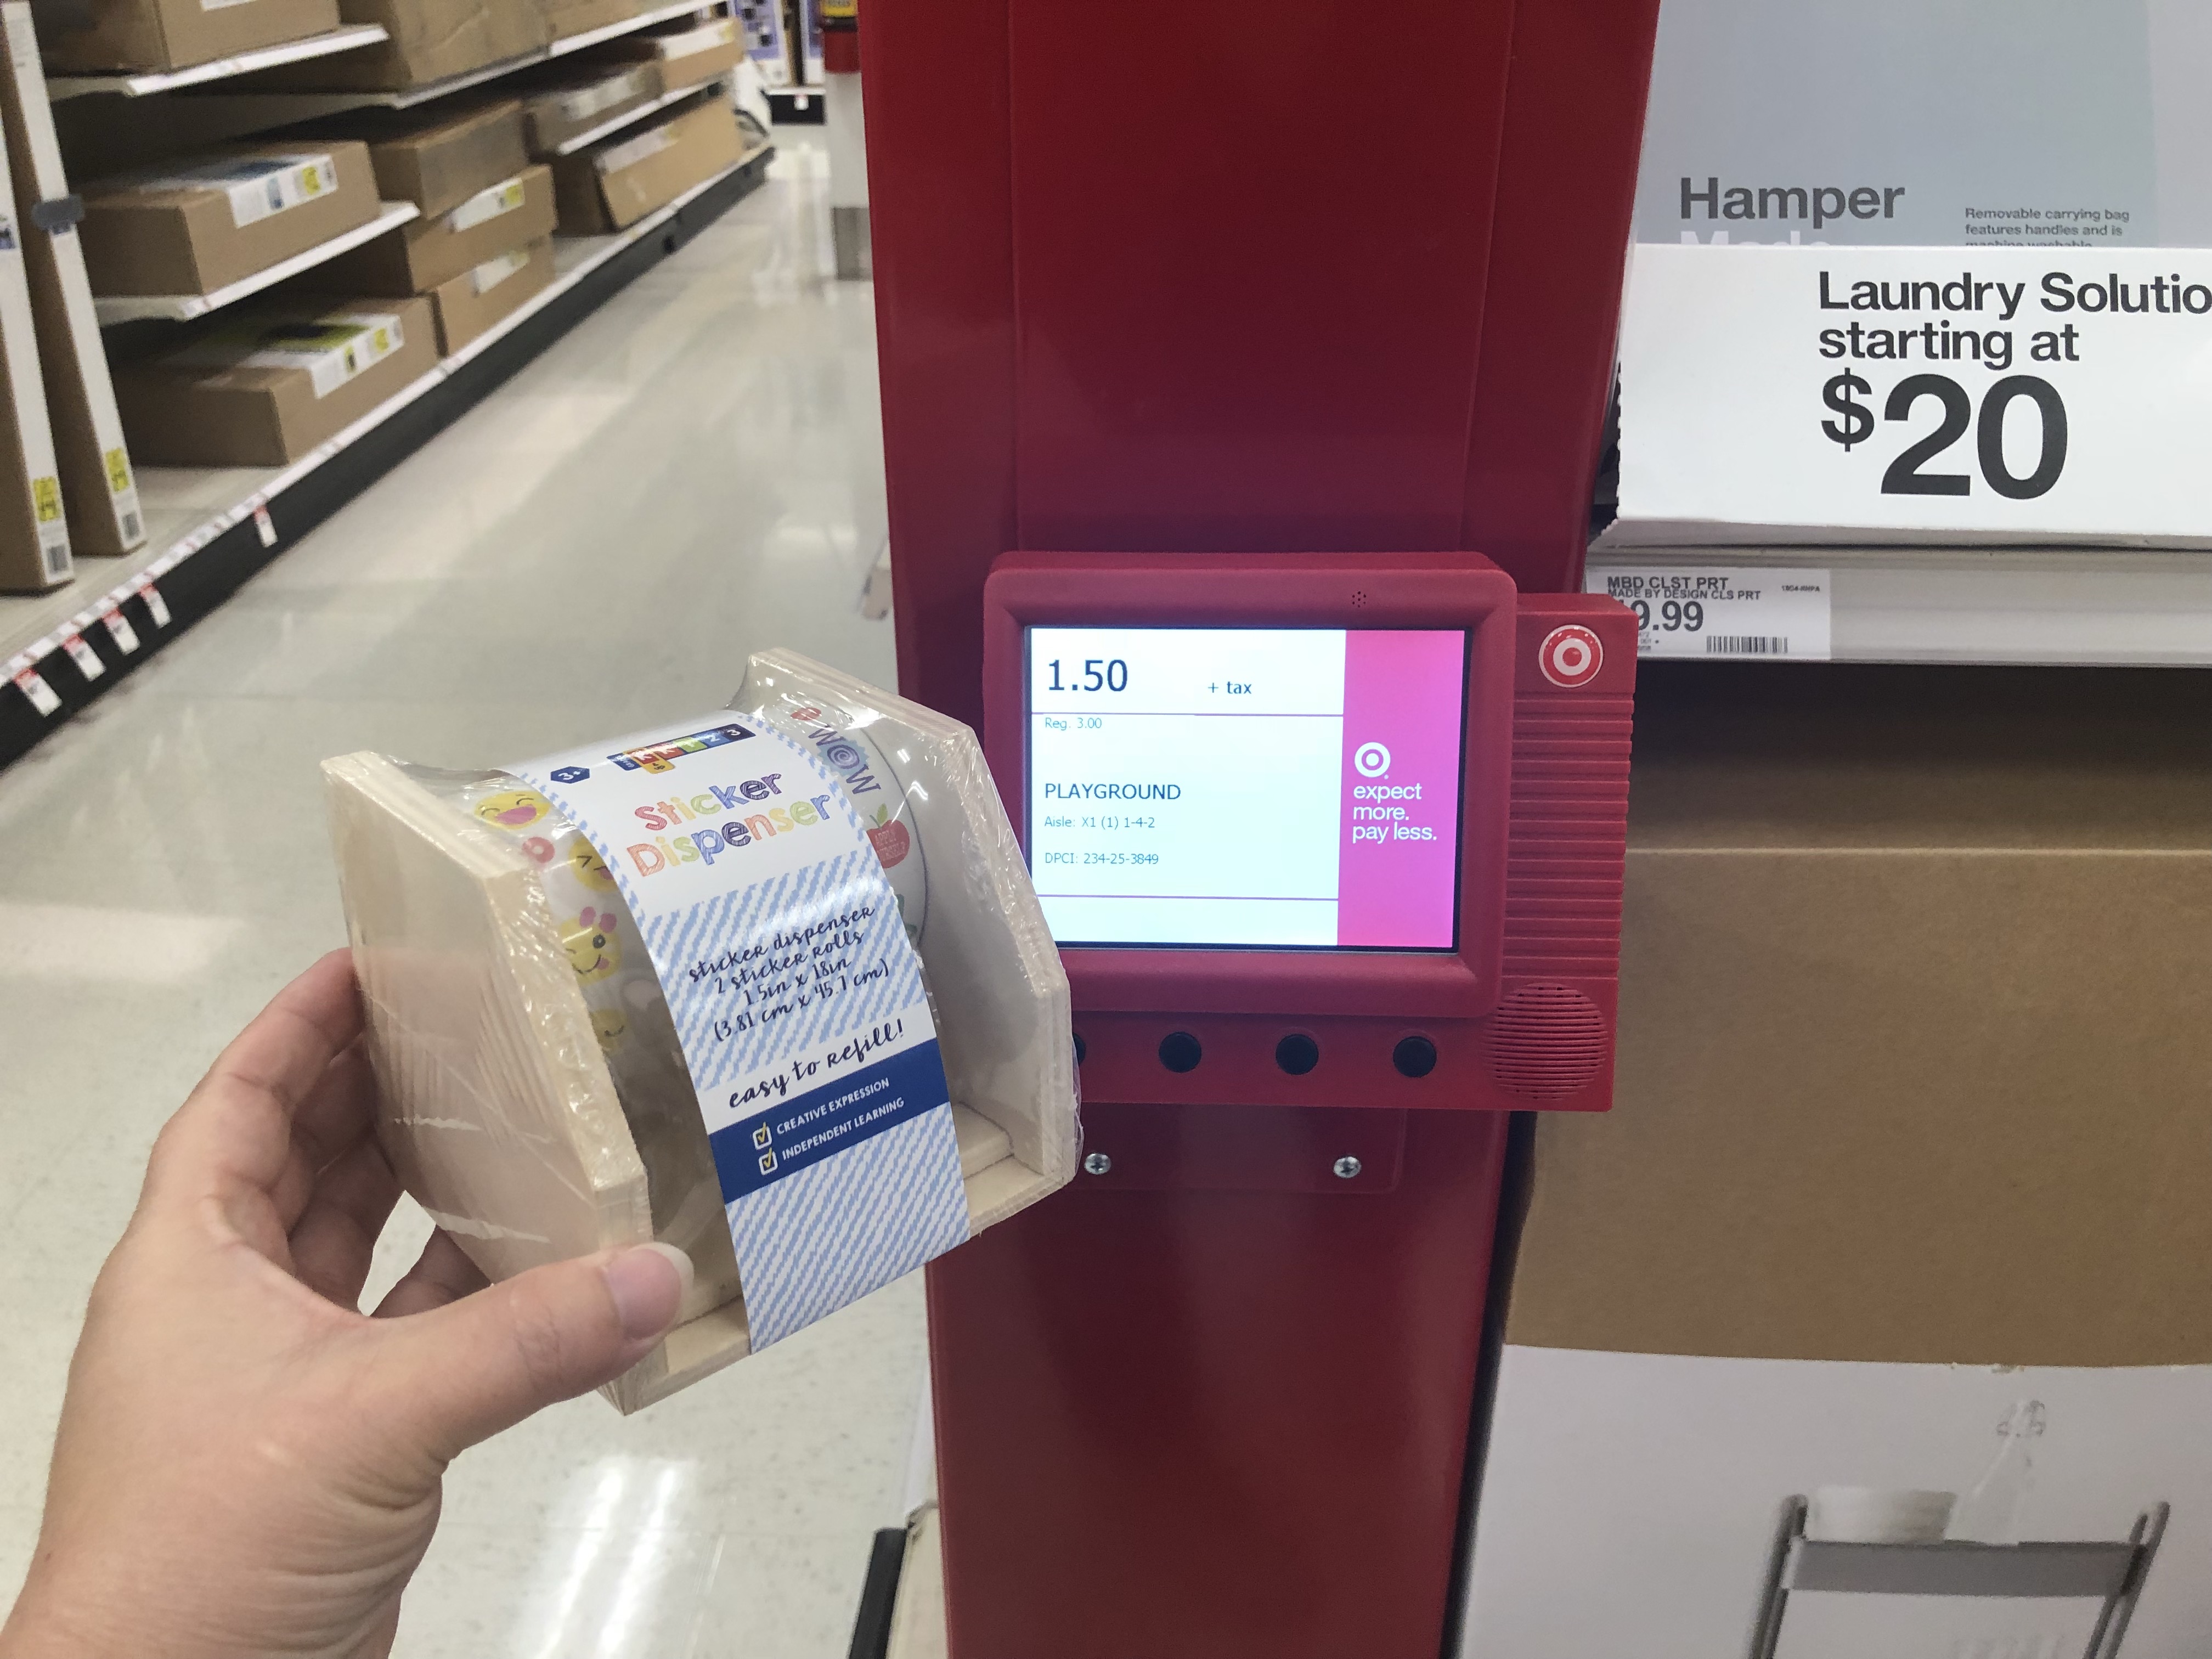 Hamper
Removable carrying bag
features handles and is
machine washable
Laundry Solutio
starting at
$20
MBD CLST PRT
MADE BY DESIGN CLS PRT
9.99
1.50 + tax
Reg. 3.00
PLAYGROUND
Aisle: X1 (1) 1-4-2
DPCI: 234-25-3849
expect
more.
pay less.
3+
WOW
Sticker
Dispenser
sticker dispenser
2 sticker rolls
1.5in x 18in
(3.81 cm x 45.7 cm)
easy to refill!
CREATIVE EXPRESSION
INDEPENDENT LEARNING